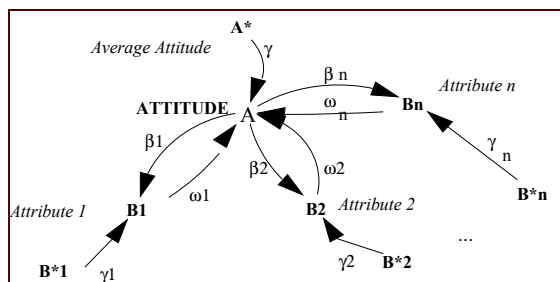 A*
Average Attitude
γ
β n
Attribute n
ω n
Bn
ATTITUDE A
β1
γ n
ω1
β2
ω2
B*n
Attribute 1
B1
B2
Attribute 2
...
B*1
γ1
γ2
B*2